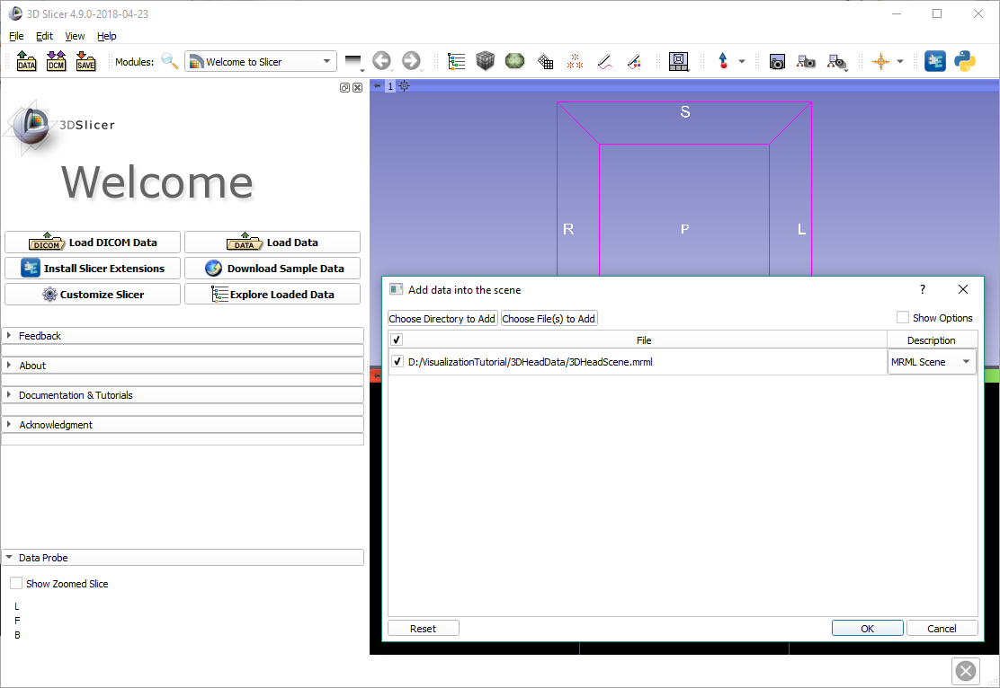 3D Slicer 4.9.0-2018-04-23
File Edit View Help
DATA DCM SAVE Modules: Welcome to Slicer
1
3DSlicer
Welcome
DICOM Load DICOM Data DATA Load Data
Install Slicer Extensions Download Sample Data
Customize Slicer Explore Loaded Data
Feedback
About
Documentation & Tutorials
Acknowledgment
Data Probe
Show Zoomed Slice
L
F
B
S
R P L
Add data into the scene ?
Choose Directory to Add Choose File(s) to Add Show Options
File Description
D:/VisualizationTutorial/3DHeadData/3DHeadScene.mrml MRML Scene
Reset OK Cancel